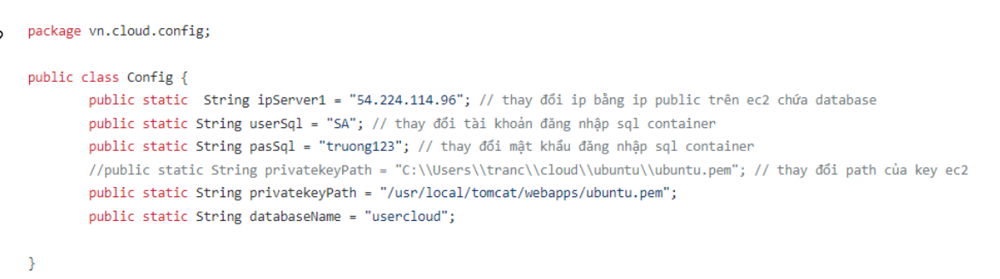 package vn.cloud.config;
public class Config {
public static  String ipServer1 = "54.224.114.96"; // thay đổi ip bằng ip public trên ec2 chứa database
public static String userSql = "SA"; // thay đổi tài khoản đăng nhập sql container
public static String pasSql = "truong123"; // thay đổi mật khẩu đăng nhập sql container
//public static String privatekeyPath = "C:\\Users\\tranc\\cloud\\ubuntu\\ubuntu.pem"; // thay đổi path của key ec2
public static String privatekeyPath = "/usr/local/tomcat/webapps/ubuntu.pem";
public static String databaseName = "usercloud";
}